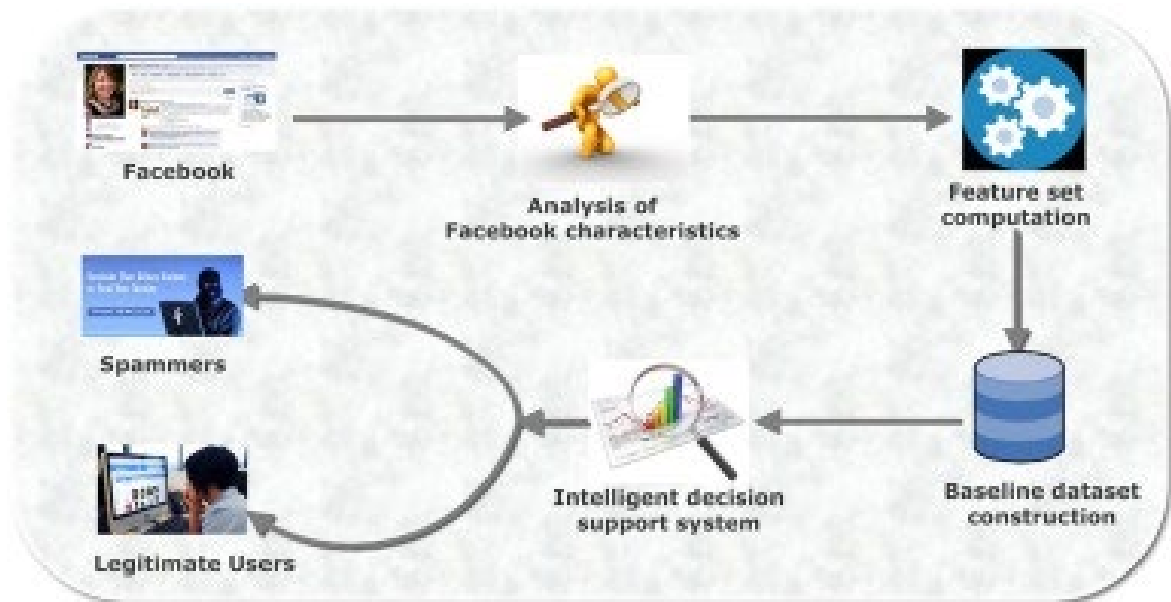 Facebook
Analysis of
Facebook characteristics
Feature set
computation
Spammers
Legitimate Users
Intelligent decision
support system
Baseline dataset
construction